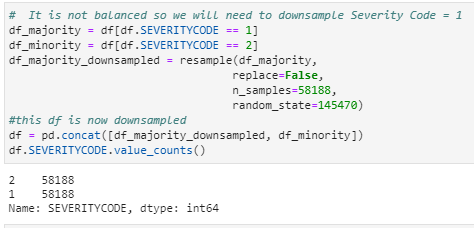 #  It is not balanced so we will need to downsample Severity Code = 1
df_majority = df[df.SEVERITYCODE == 1]
df_minority = df[df.SEVERITYCODE == 2]
df_majority_downsampled = resample(df_majority,
                                 replace=False,
                                 n_samples=58188,
                                 random_state=145470)
#this df is now downsampled
df = pd.concat([df_majority_downsampled, df_minority])
df.SEVERITYCODE.value_counts()
2    58188
1    58188
Name: SEVERITYCODE, dtype: int64